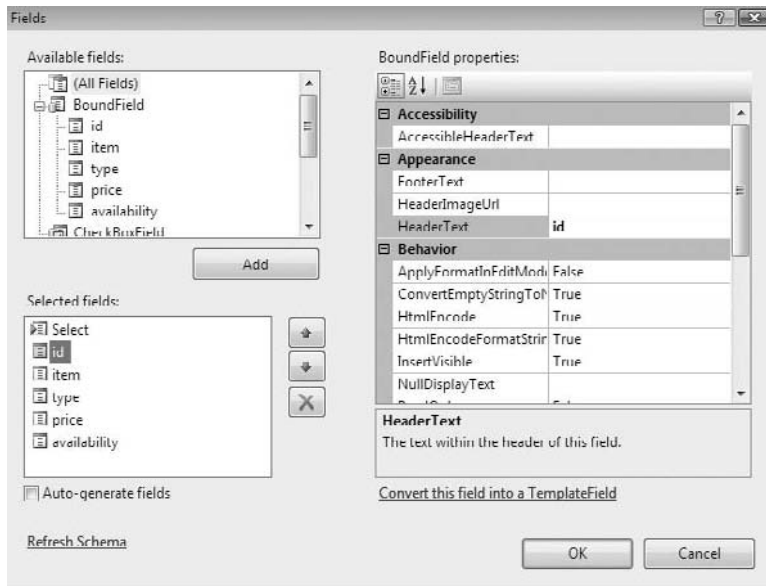 Fields
Available fields:
(All Fields)
BoundField
id
item
type
price
availability
CheckBoxField
Add
Selected fields:
Select
id
item
type
price
availability
Auto-generate fields
Refresh Schema
BoundField properties:
Accessibility
AccessibleHeaderText
Appearance
FooterText
HeaderImageUrl
HeaderText id
Behavior
ApplyFormatInEditMod False
ConvertEmptyStringToN True
HtmlEncode True
HtmlEncodeFormatStrin True
InsertVisible True
NullDisplayText
HeaderText
The text within the header of this field.
Convert this field into a TemplateField
OK Cancel